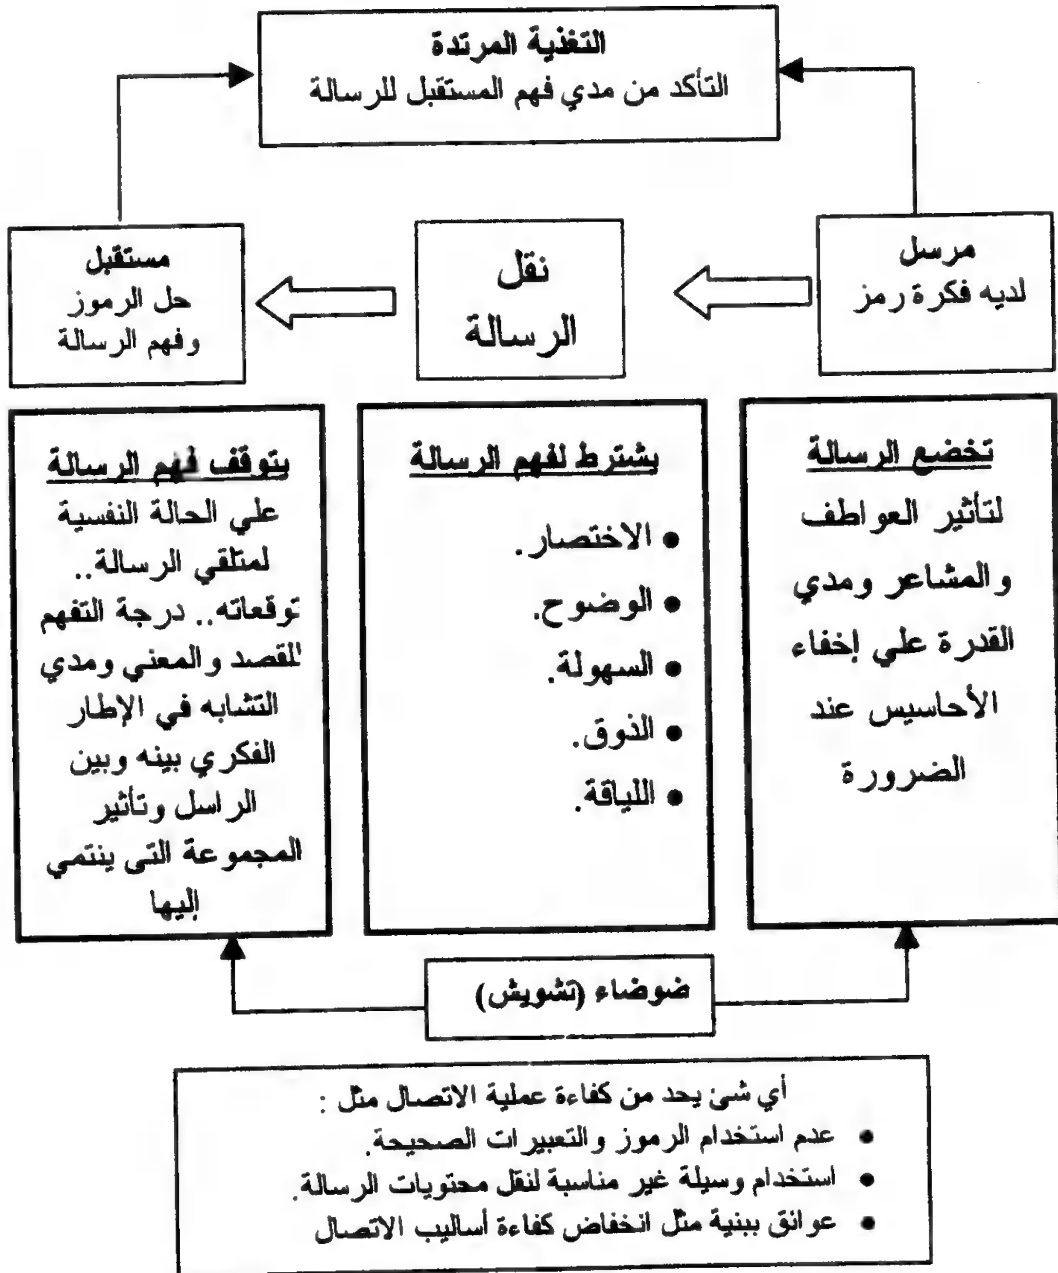 التغذية المرتدة
التأكد من مدي فهم المستقبل للرسالة
مرسل
لديه فكرة رمز
نقل
الرسالة
مستقبل
حل الرموز
وفهم الرسالة
تخضع الرسالة
لتأثير العواطف
والمشاعر ومدي
القدرة علي إخفاء
الأحاسيس عند
الضرورة
يشترط لفهم الرسالة
• الاختصار.
• الوضوح.
• السهولة.
• الذوق.
• اللياقة.
يتوقف فهم الرسالة
علي الحالة النفسية
لمتلقي الرسالة..
توقعاته.. درجة التفهم
للمقصد والمعني ومدي
التشابه في الإطار
الفكري بينه وبين
الراسل وتأثير
المجموعة التي ينتمي
إليها
ضوضاء (تشويش)
أي شئ يحد من كفاءة عملية الاتصال مثل :
• عدم استخدام الرموز والتعبيرات الصحيحة.
• استخدام وسيلة غير مناسبة لنقل محتويات الرسالة.
• عوائق بيئية مثل انخفاض كفاءة أساليب الاتصال